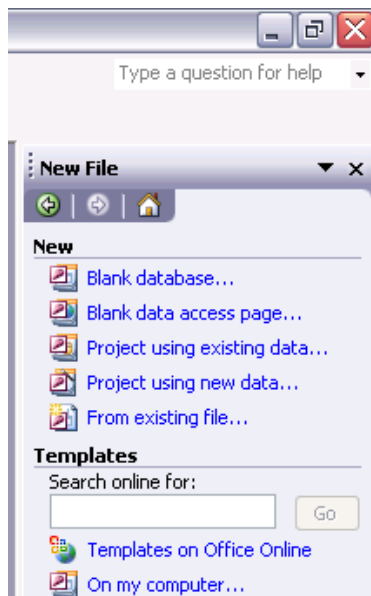 Type a question for help
New File
New
Blank database...
Blank data access page...
Project using existing data...
Project using new data...
From existing file...
Templates
Search online for:
Go
Templates on Office Online
On my computer...